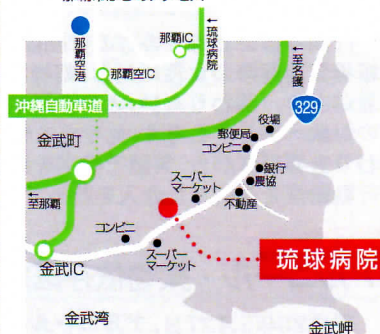 那覇IC
↑琉球病院
那覇空港
那覇空IC
沖縄自動車道
←至名護
329
役場
郵便局
コンビニ
金武町
銀行
農協
不動産
スーパー
マーケット
←
至那覇
コンビニ
スーパー
マーケット
琉球病院
金武IC
金武湾
金武岬